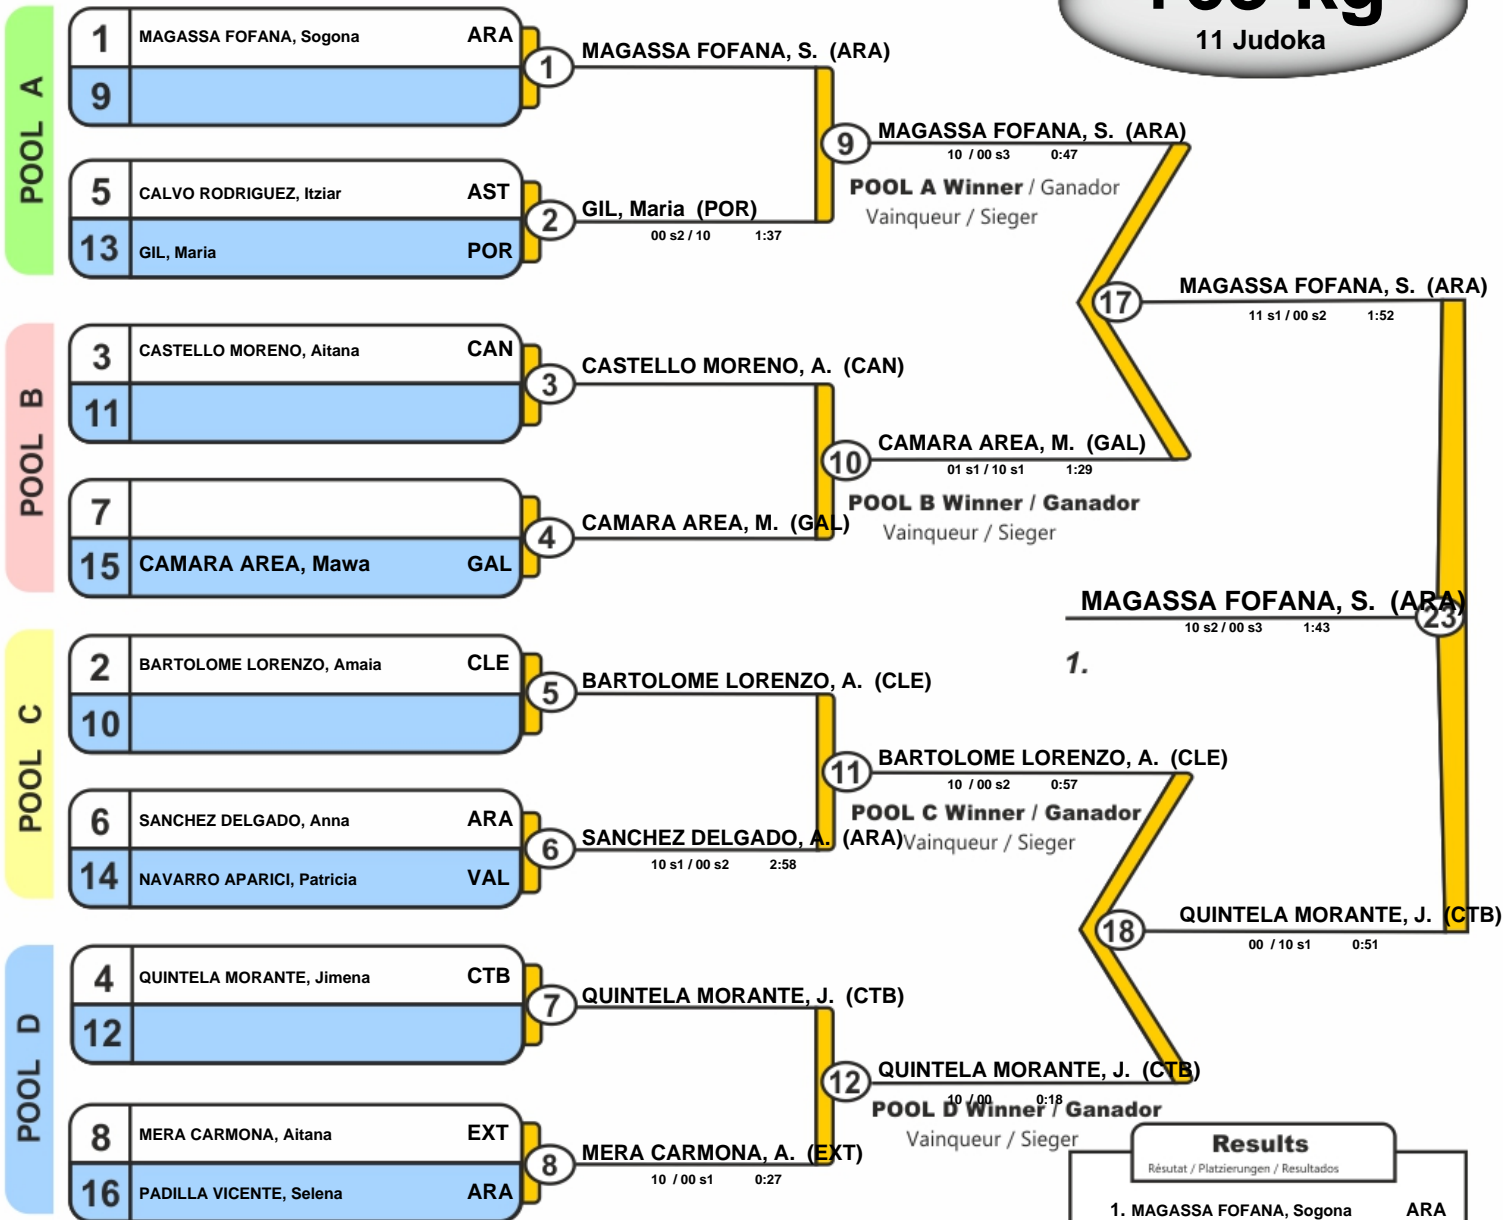 11 Judoka
POOL A
1 MAGASSA FOFANA, Sogona ARA
9
5 CALVO RODRIGUEZ, Itziar AST
13 GIL, Maria POR
1
MAGASSA FOFANA, S. (ARA)
2
GIL, Maria (POR)
00 s2 / 10 1:37
9
MAGASSA FOFANA, S. (ARA)
10 / 00 s3 0:47
POOL A Winner / Ganador
Vainqueur / Sieger
POOL B
3 CASTELLO MORENO, Aitana CAN
11
7
15 CAMARA AREA, Mawa GAL
3
CASTELLO MORENO, A. (CAN)
4
CAMARA AREA, M. (GAL)
10
CAMARA AREA, M. (GAL)
01 s1 / 10 s1 1:29
POOL B Winner / Ganador
Vainqueur / Sieger
17
MAGASSA FOFANA, S. (ARA)
11 s1 / 00 s2 1:52
MAGASSA FOFANA, S. (ARA)
23
10 s2 / 00 s3 1:43
1.
POOL C
2 BARTOLOME LORENZO, Amaia CLE
10
6 SANCHEZ DELGADO, Anna ARA
14 NAVARRO APARICI, Patricia VAL
5
BARTOLOME LORENZO, A. (CLE)
6
SANCHEZ DELGADO, A. (ARA)
10 s1 / 00 s2 2:58
11
BARTOLOME LORENZO, A. (CLE)
10 / 00 s2 0:57
POOL C Winner / Ganador
Vainqueur / Sieger
POOL D
4 QUINTELA MORANTE, Jimena CTB
12
8 MERA CARMONA, Aitana EXT
16 PADILLA VICENTE, Selena ARA
7
QUINTELA MORANTE, J. (CTB)
8
MERA CARMONA, A. (EXT)
10 / 00 s1 0:27
12
QUINTELA MORANTE, J. (CTB)
10 / 00 0:18
POOL D Winner / Ganador
Vainqueur / Sieger
18
QUINTELA MORANTE, J. (CTB)
00 / 10 s1 0:51
Results
Résutat / Platzierungen / Resultados
1. MAGASSA FOFANA, Sogona ARA